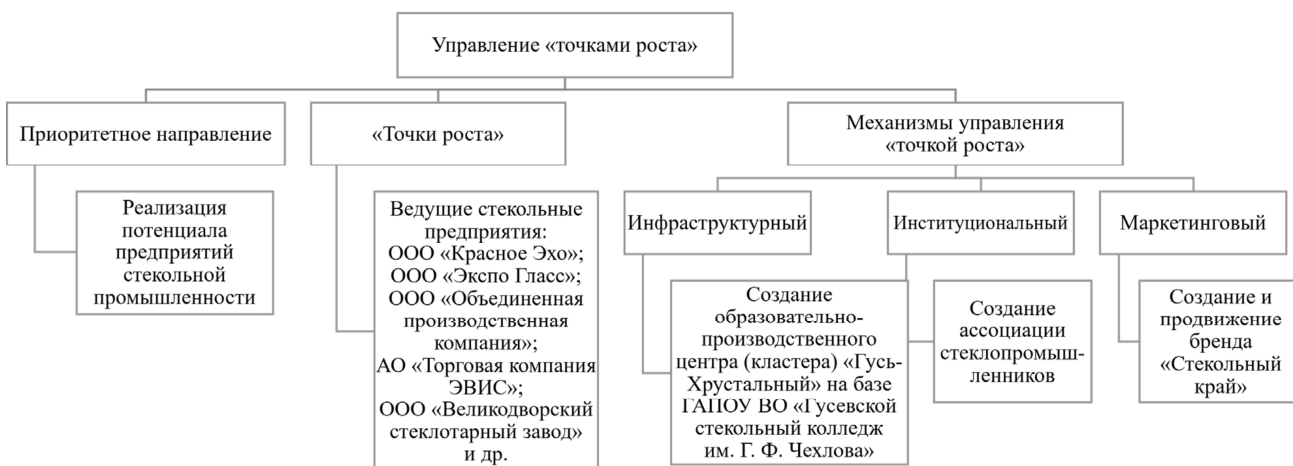 Управление «точками роста»
Приоритетное направление
«Точки роста»
Механизмы управления
«точкой роста»
Реализация
потенциала
предприятий
стекольной
промышленности
Ведущие стекольные
предприятия:
ООО «Красное Эхо»;
ООО «Экспо Гласс»;
ООО «Объединенная
производственная
компания»;
АО «Торговая компания
ЭВИС»;
ООО «Великодворский
стеклотарный завод»
и др.
Инфраструктурный
Институциональный
Маркетинговый
Создание
образовательно-
производственного
центра (кластера) «Гусь-
Хрустальный» на базе
ГАПОУ ВО «Гусевской
стекольный колледж
им. Г. Ф. Чехлова»
Создание
ассоциации
стеклопромыш-
ленников
Создание и
продвижение
бренда
«Стекольный
край»